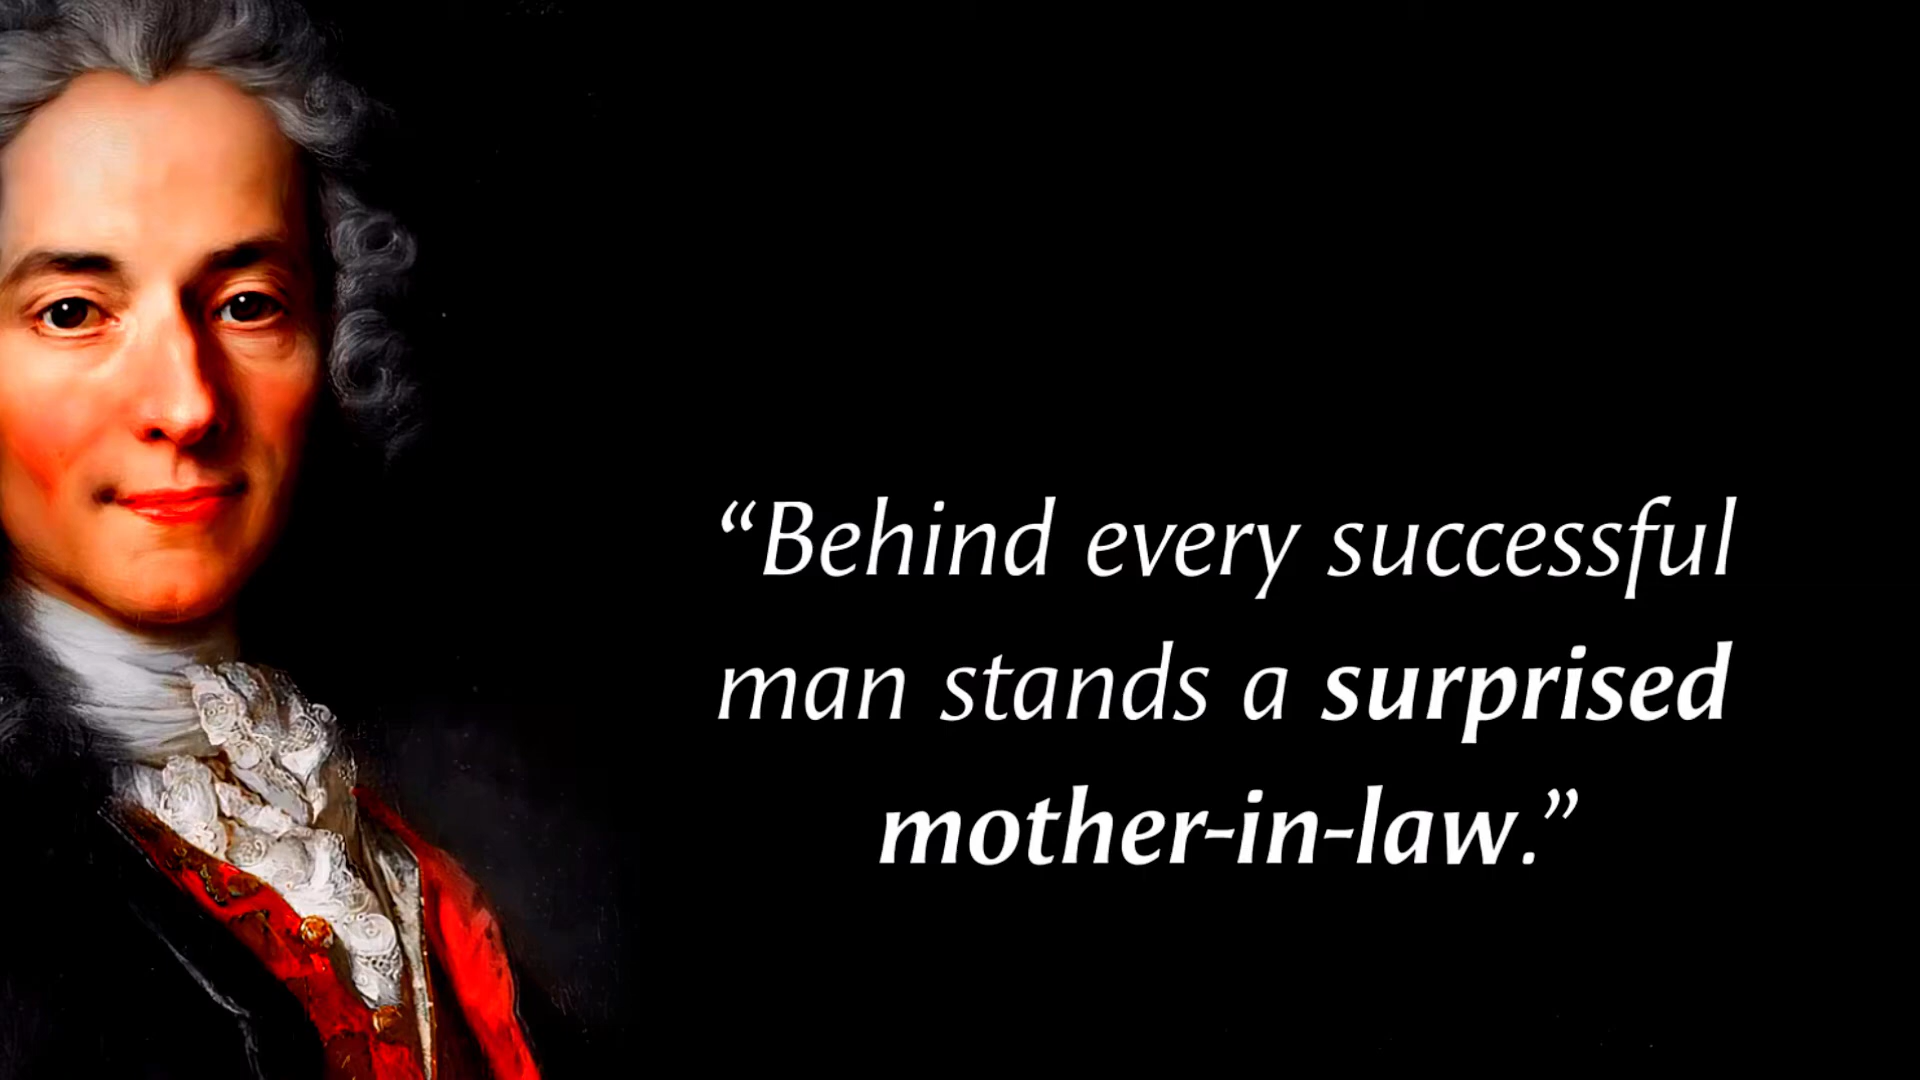 “Behind every successful
man stands a surprised
mother-in-law.”